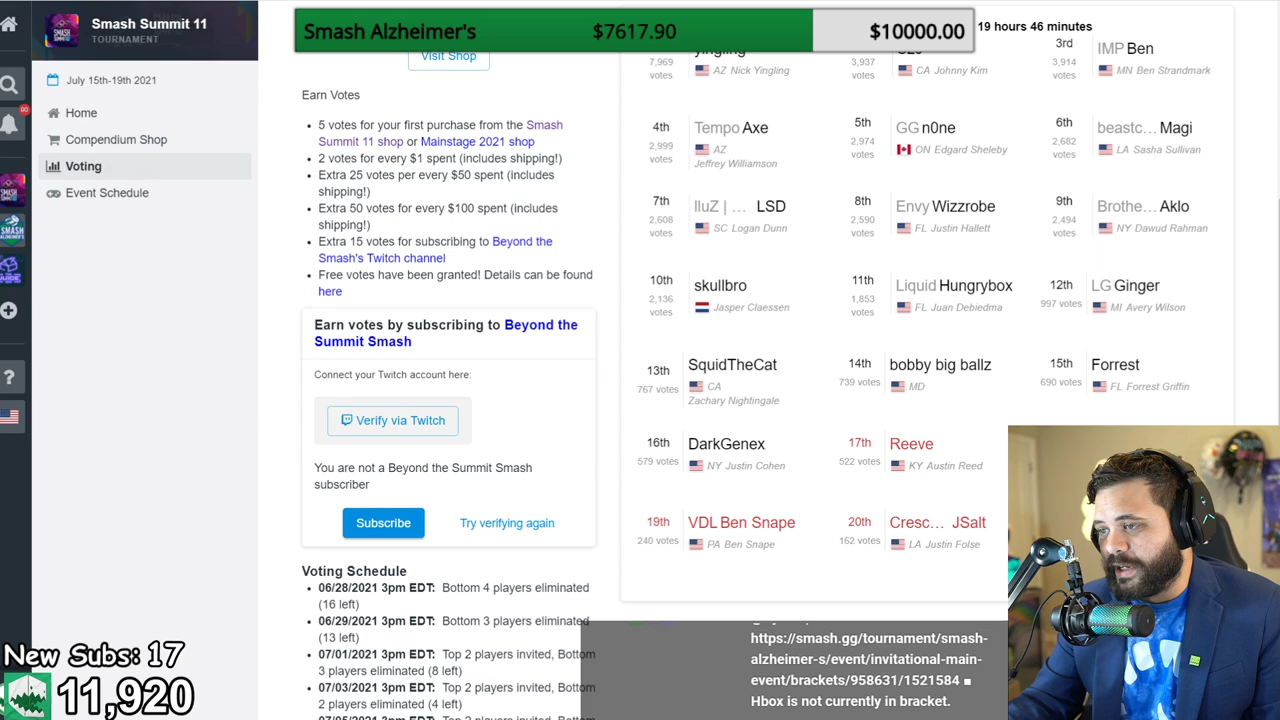 Smash Summit 11
TOURNAMENT
July 15th-19th 2021
Home
Compendium Shop
Voting
Event Schedule
90
New Subs: 17
11,920
Smash Alzheimer's $7617.90 $10000.00
19 hours 46 minutes
Visit Shop
Earn Votes
• 5 votes for your first purchase from the Smash
Summit 11 shop or Mainstage 2021 shop
• 2 votes for every $1 spent (includes shipping!)
• Extra 25 votes per every $50 spent (includes
shipping!)
• Extra 50 votes for every $100 spent (includes
shipping!)
• Extra 15 votes for subscribing to Beyond the
Smash's Twitch channel
• Free votes have been granted! Details can be found
here
Earn votes by subscribing to Beyond the
Summit Smash
Connect your Twitch account here:
Verify via Twitch
You are not a Beyond the Summit Smash
subscriber
Subscribe Try verifying again
Voting Schedule
• 06/28/2021 3pm EDT: Bottom 4 players eliminated
(16 left)
• 06/29/2021 3pm EDT: Bottom 3 players eliminated
(13 left)
• 07/01/2021 3pm EDT: Top 2 players invited, Bottom
3 players eliminated (8 left)
• 07/03/2021 3pm EDT: Top 2 players invited, Bottom
2 players eliminated (4 left)
7,969 votes
yingling
AZ Nick Yingling
3,937 votes
CA Johnny Kim
3rd
3,914 votes
IMP Ben
MN Ben Strandmark
4th
2,999 votes
Tempo Axe
AZ
Jeffrey Williamson
5th
2,974 votes
GG n0ne
ON Edgard Sheleby
6th
2,682 votes
beastc... Magi
LA Sasha Sullivan
7th
2,608 votes
lluZ | ... LSD
SC Logan Dunn
8th
2,590 votes
Envy Wizzrobe
FL Justin Hallett
9th
2,494 votes
Brothe... Aklo
NY Dawud Rahman
10th
2,136 votes
skullbro
Jasper Claessen
11th
1,853 votes
Liquid Hungrybox
FL Juan Debiedma
12th
997 votes
LG Ginger
MI Avery Wilson
13th
767 votes
SquidTheCat
CA
Zachary Nightingale
14th
739 votes
bobby big ballz
MD
15th
690 votes
Forrest
FL Forrest Griffin
16th
579 votes
DarkGenex
NY Justin Cohen
17th
522 votes
Reeve
KY Austin Reed
19th
240 votes
VDL Ben Snape
PA Ben Snape
20th
162 votes
Cresc... JSalt
LA Justin Folse
https://smash.gg/tournament/smash-
alzheimer-s/event/invitational-main-
event/brackets/958631/1521584
Hbox is not currently in bracket.